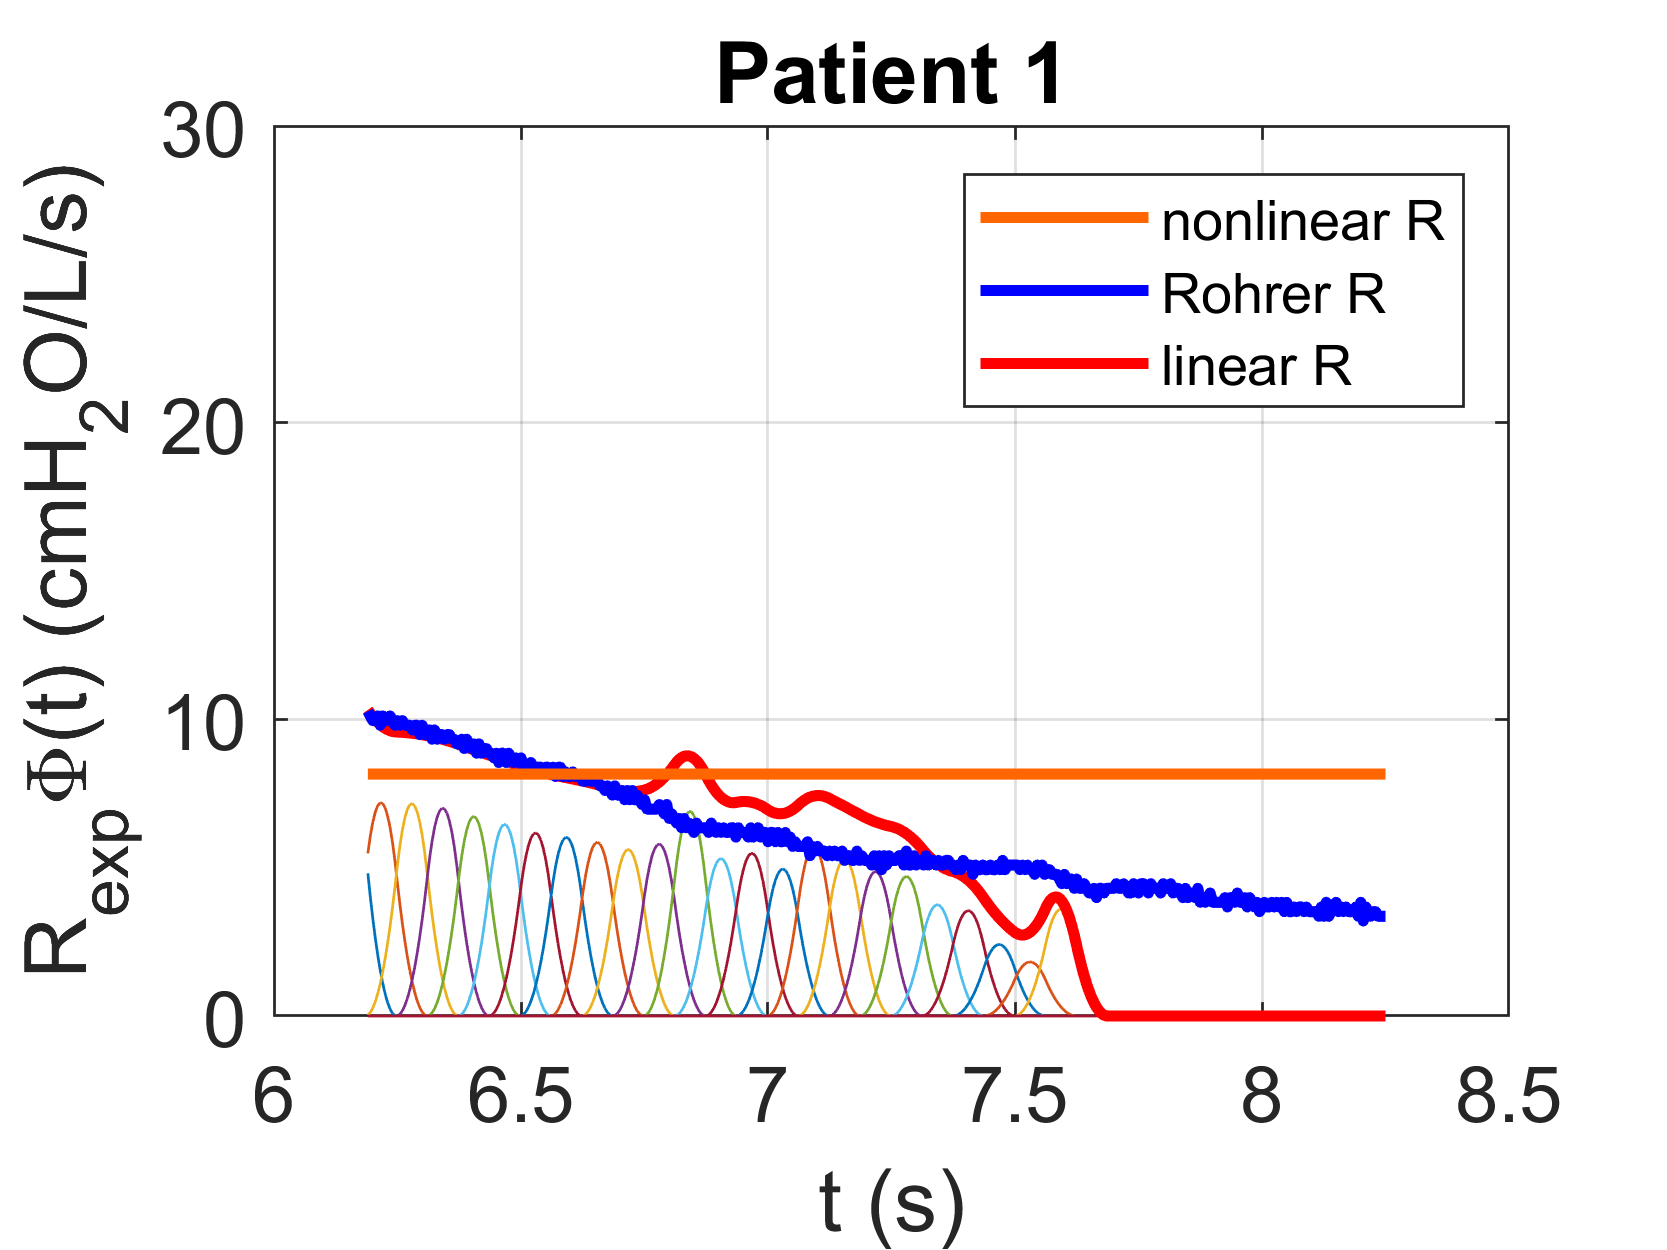 Patient 1
R_exp Φ(t) (cmH_2O/L/s)
30
20
10
0
nonlinear R
Rohrer R
linear R
6 6.5 7 7.5 8 8.5
t (s)